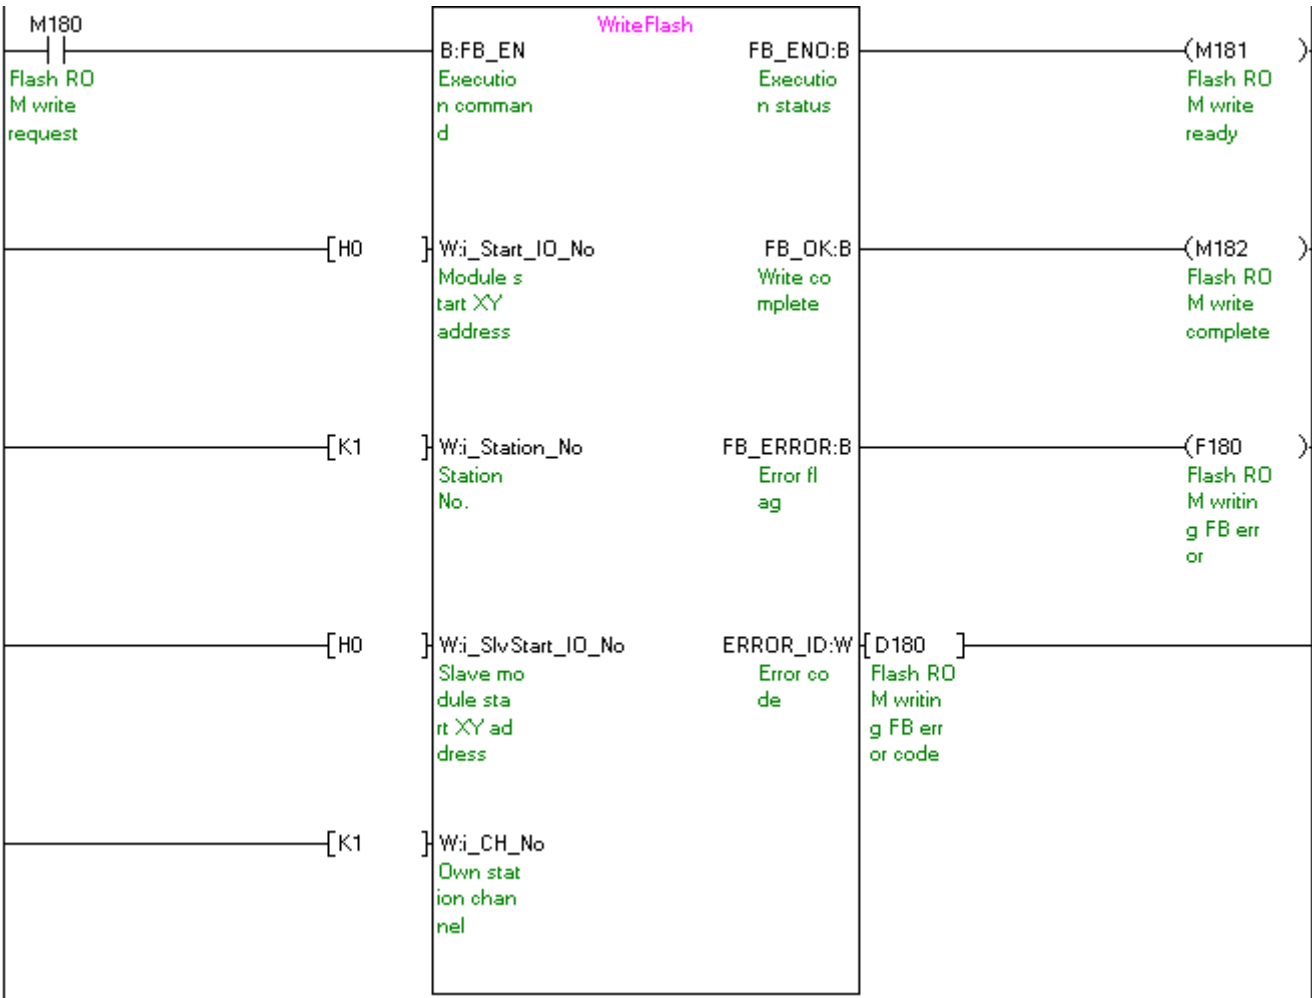 WriteFlash
M180
B:FB_EN
FB_ENO:B
(M181 )
Flash RO
M write
request
Executio
n comman
d
Executio
n status
Flash RO
M write
ready
[H0 ]
W:i_Start_IO_No
FB_OK:B
(M182 )
Module s
tart XY
address
Write co
mplete
Flash RO
M write
complete
[K1 ]
W:i_Station_No
FB_ERROR:B
(F180 )
Station
No.
Error fl
ag
Flash RO
M writin
g FB err
or
[H0 ]
W:i_SlvStart_IO_No
ERROR_ID:W
[D180 ]
Slave mo
dule sta
rt XY ad
dress
Error co
de
Flash RO
M writin
g FB err
or code
[K1 ]
W:i_CH_No
Own stat
ion chan
nel